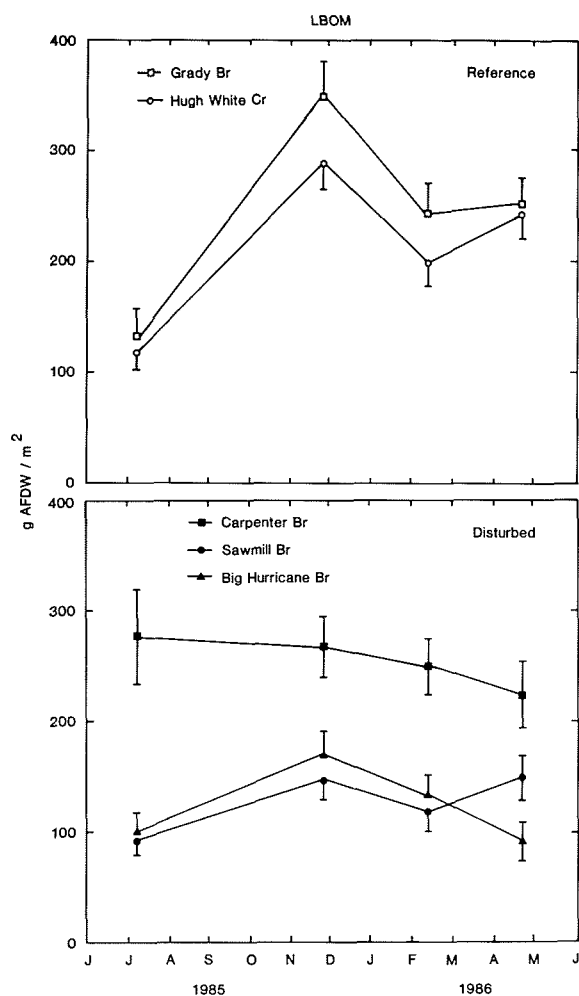 LBOM
400
Grady Br
Reference
Hugh White Cr
300
200
100
0
g AFDW / m²
400
Carpenter Br
Disturbed
Sawmill Br
Big Hurricane Br
300
200
100
0
J J A S O N D J F M A M J
1985 1986